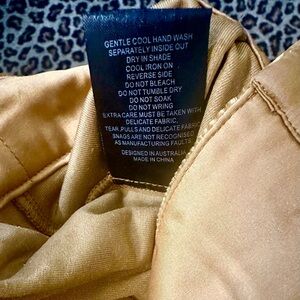 GENTLE COOL HAND WASH
SEPARATELY INSIDE OUT
DRY IN SHADE
COOL IRON ON
REVERSE SIDE
DO NOT BLEACH
DO NOT TUMBLE DRY
DO NOT SOAK
DO NOT WRING
EXTRA CARE MUST BE TAKEN WITH
DELICATE FABRIC,
TEAR, PULLS AND DELICATE FABRIC
SNAGS ARE NOT RECOGNISED
AS MANUFACTURING FAULTS
DESIGNED IN AUSTRALIA
MADE IN CHINA